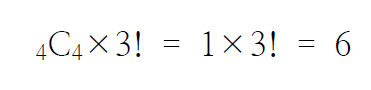 ₄C₄×3! = 1×3! = 6